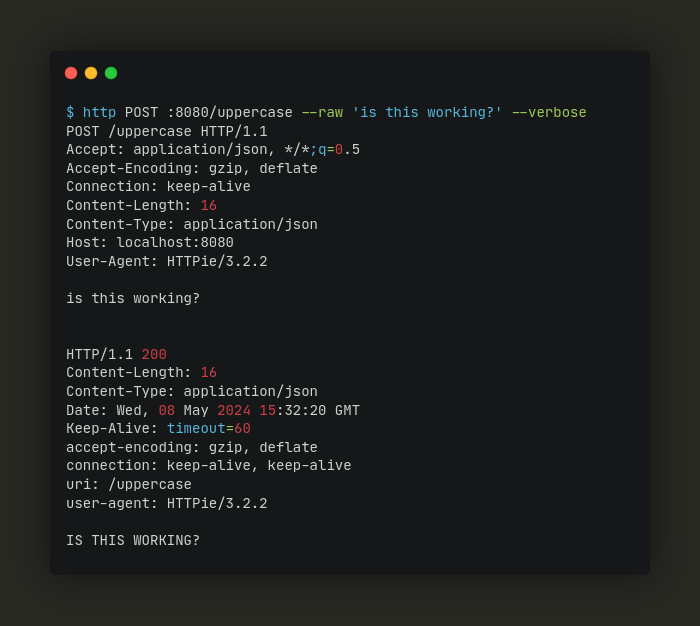 $ http POST :8080/uppercase --raw 'is this working?' --verbose
POST /uppercase HTTP/1.1
Accept: application/json, */*;q=0.5
Accept-Encoding: gzip, deflate
Connection: keep-alive
Content-Length: 16
Content-Type: application/json
Host: localhost:8080
User-Agent: HTTPie/3.2.2

is this working?


HTTP/1.1 200
Content-Length: 16
Content-Type: application/json
Date: Wed, 08 May 2024 15:32:20 GMT
Keep-Alive: timeout=60
accept-encoding: gzip, deflate
connection: keep-alive, keep-alive
uri: /uppercase
user-agent: HTTPie/3.2.2

IS THIS WORKING?